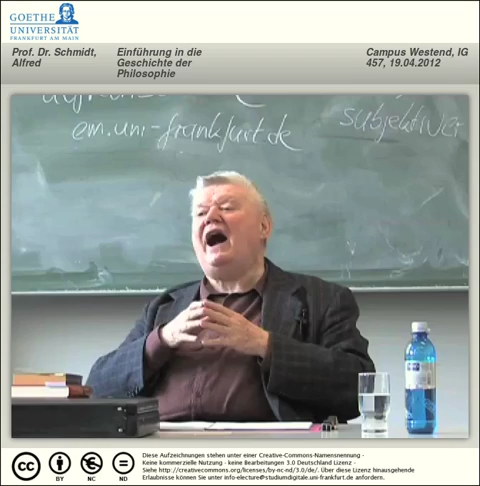 GOETHE
UNIVERSITÄT
FRANKFURT AM MAIN
Prof. Dr. Schmidt,
Alfred
Einführung in die
Geschichte der
Philosophie
Campus Westend, IG
457, 19.04.2012
em.uni-frankfurt.de
subjektiver
cc
BY
NC
ND
Diese Aufzeichnungen stehen unter einer Creative-Commons-Namensnennung -
Keine kommerzielle Nutzung - keine Bearbeitungen 3.0 Deutschland Lizenz -
Siehe http://creativecommons.org/licenses/by-nc-nd/3.0/de/. Über diese Lizenz hinausgehende
Erlaubnisse können Sie unter info-electure@studiumdigitale.uni-frankfurt.de anfordern.